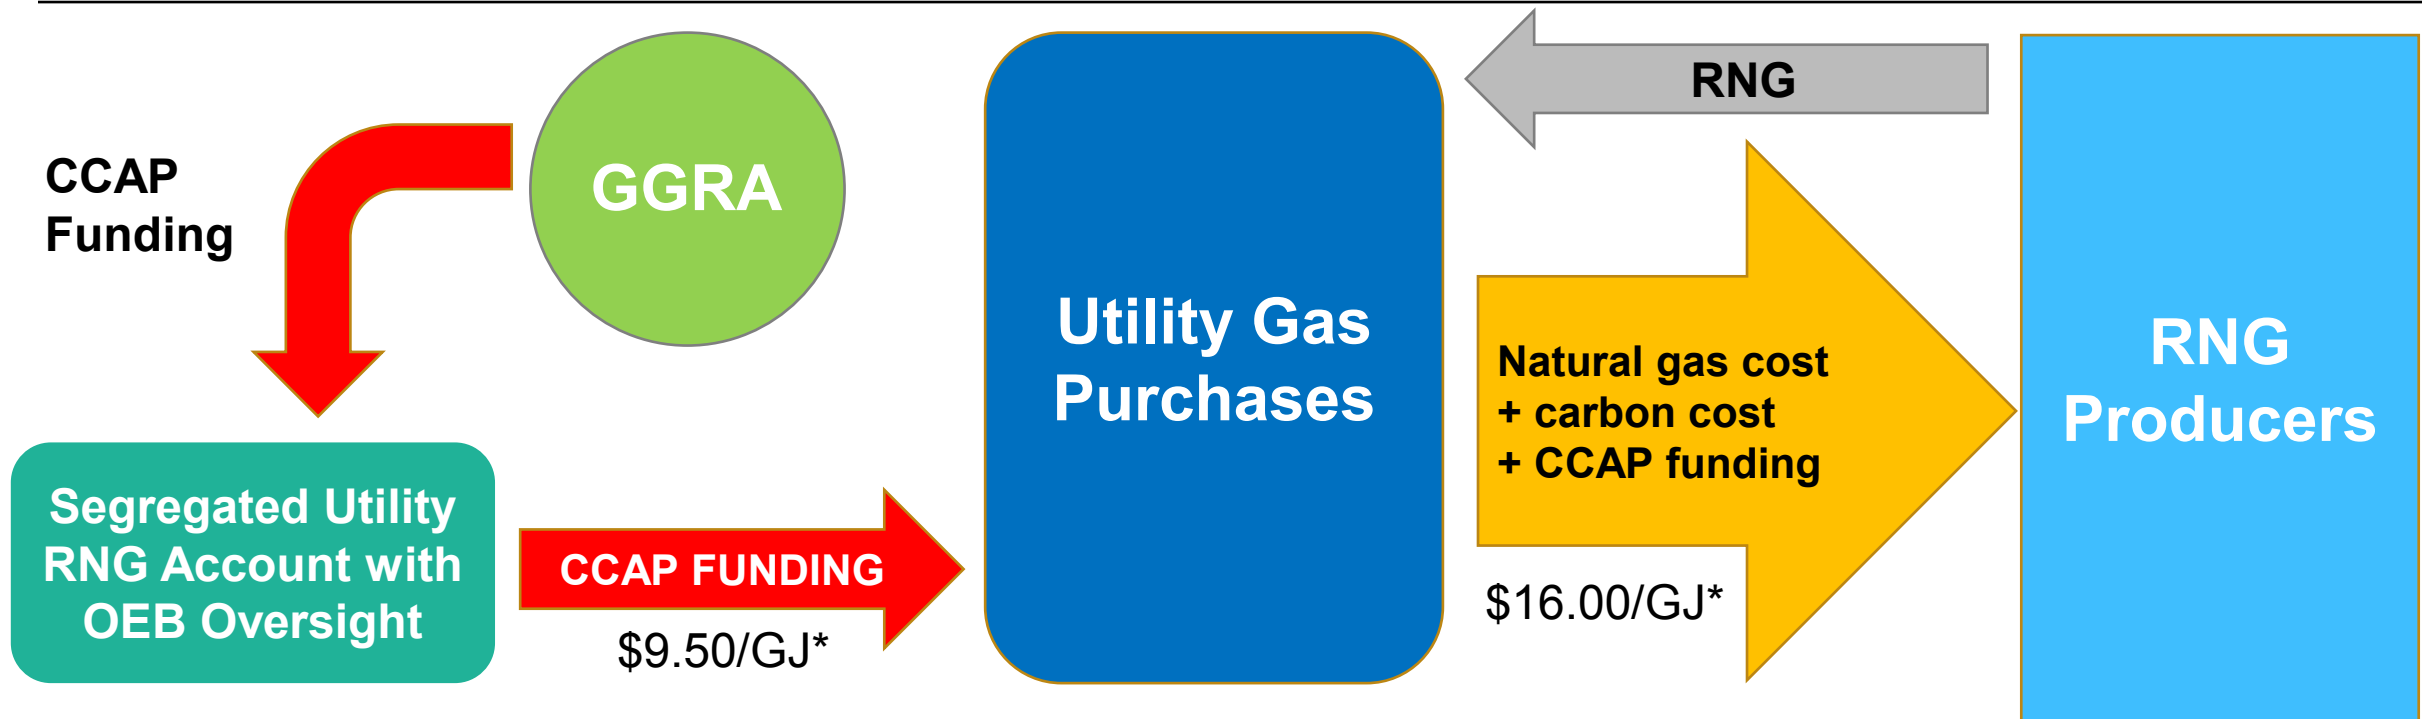 CCAP
Funding
GGRA
Segregated Utility
RNG Account with
OEB Oversight
CCAP FUNDING
$9.50/GJ*
Utility Gas
Purchases
RNG
Natural gas cost
+ carbon cost
+ CCAP funding
$16.00/GJ*
RNG
Producers